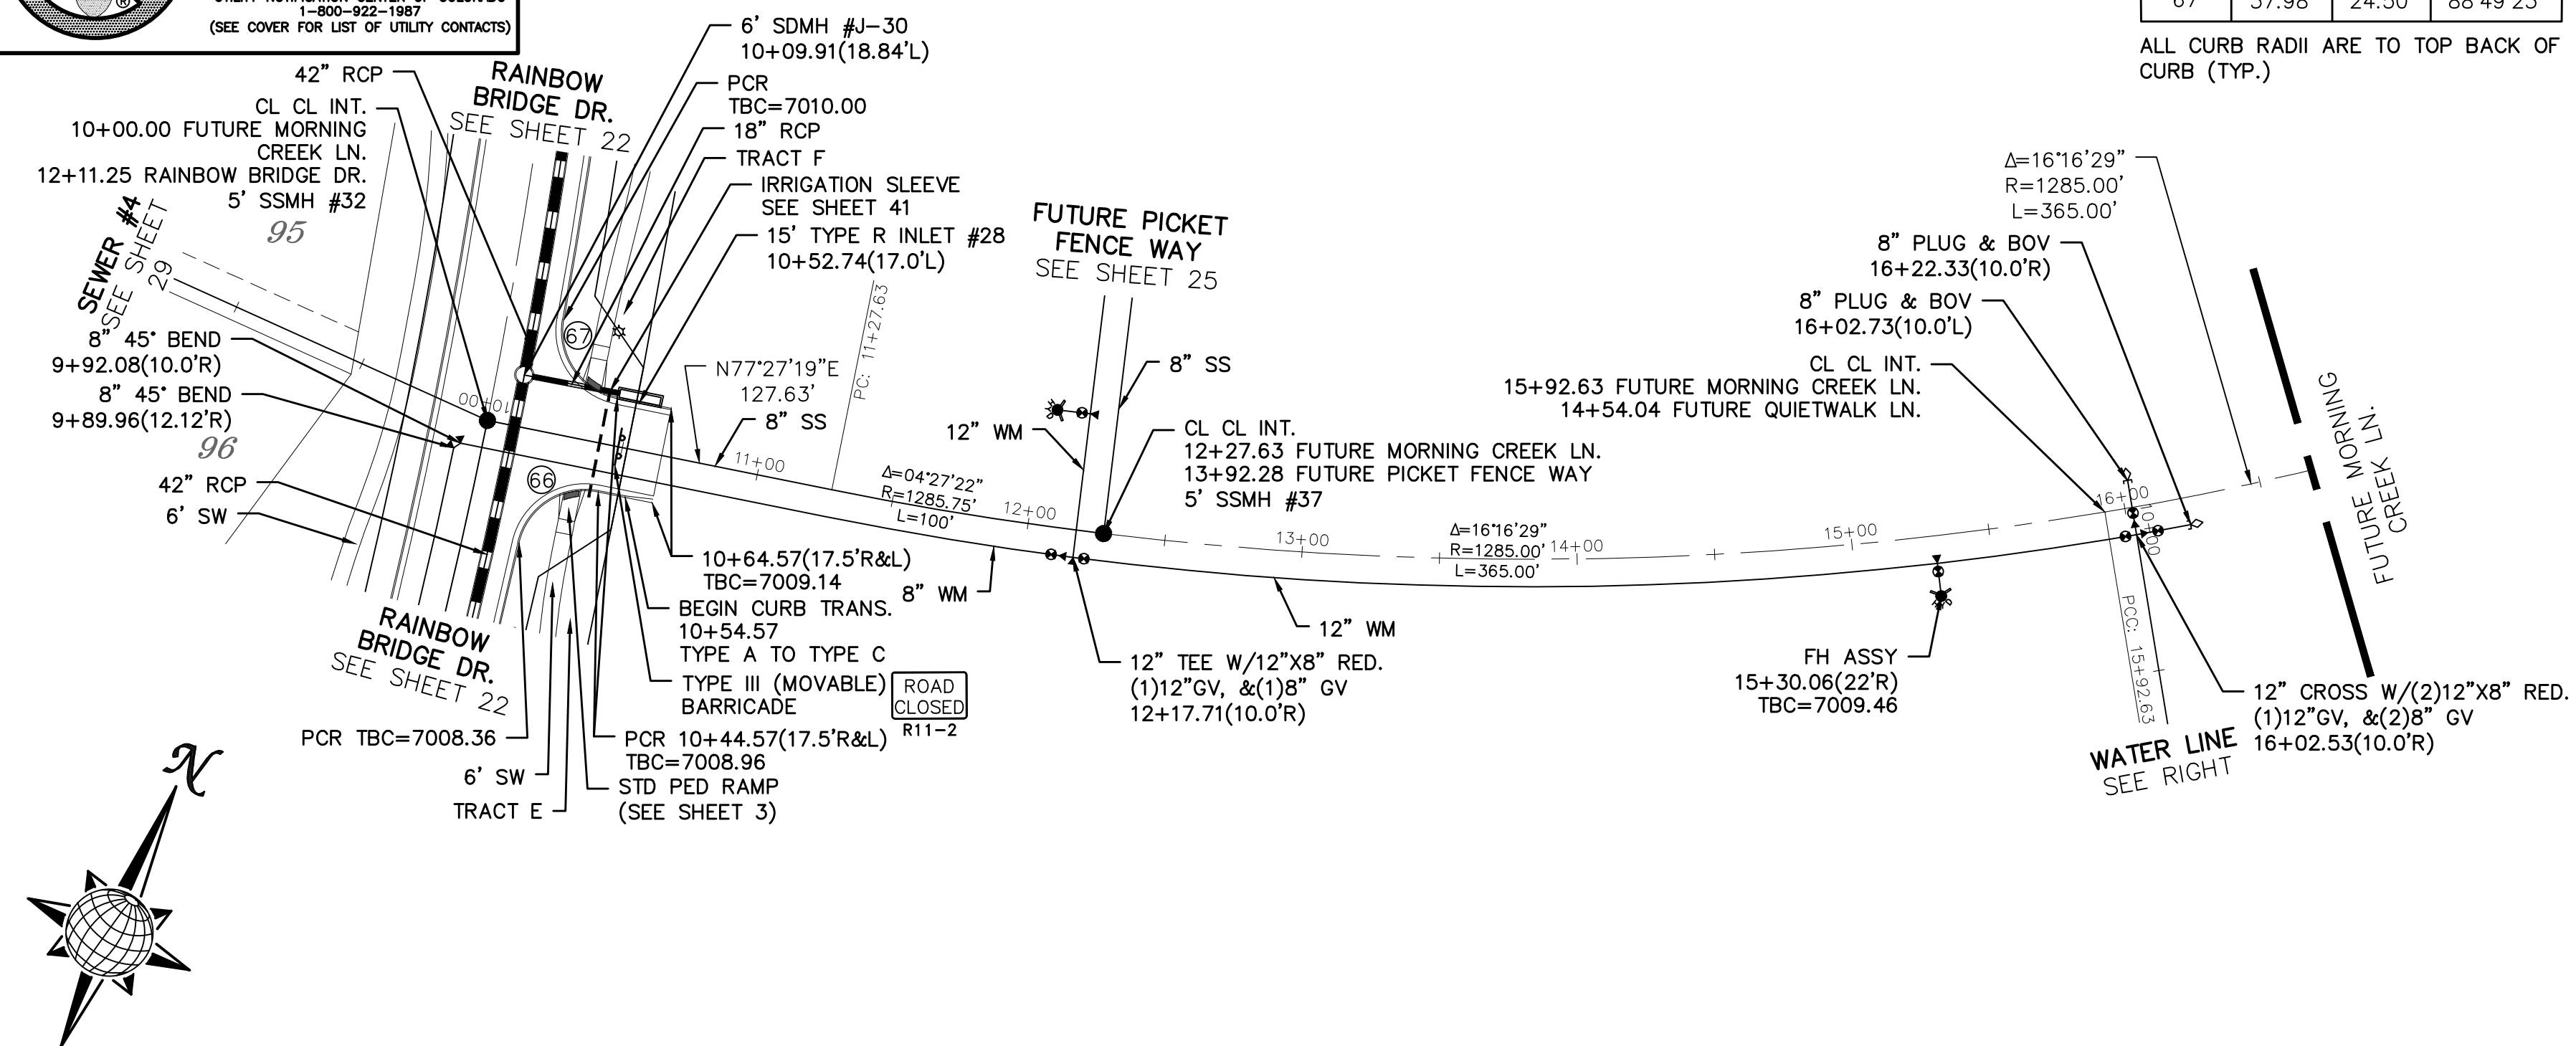 1-800-922-1987
(SEE COVER FOR LIST OF UTILITY CONTACTS)
67 37.98 24.50 88°49'25"
ALL CURB RADII ARE TO TOP BACK OF
CURB (TYP.)
6' SDMH #J-30
10+09.91(18.84'L)
PCR
TBC=7010.00
18" RCP
TRACT F
IRRIGATION SLEEVE
SEE SHEET 41
15' TYPE R INLET #28
10+52.74(17.0'L)
42" RCP
CL CL INT.
10+00.00 FUTURE MORNING
CREEK LN.
12+11.25 RAINBOW BRIDGE DR.
5' SSMH #32
RAINBOW
BRIDGE DR.
SEE SHEET 22
95
SEWER #4
SEE SHEET
29
8" 45° BEND
9+92.08(10.0'R)
8" 45° BEND
9+89.96(12.12'R)
96
42" RCP
6' SW
10+00
67
66
N77°27'19"E
127.63'
8" SS
PC: 11+27.63
11+00
Δ=04°27'22"
R=1285.75'
L=100'
12+00
FUTURE PICKET
FENCE WAY
SEE SHEET 25
8" SS
12" WM
CL CL INT.
12+27.63 FUTURE MORNING CREEK LN.
13+92.28 FUTURE PICKET FENCE WAY
5' SSMH #37
13+00
Δ=16°16'29"
R=1285.00'
L=365.00'
14+00
15+00
16+00
10+00
Δ=16°16'29"
R=1285.00'
L=365.00'
8" PLUG & BOV
16+22.33(10.0'R)
8" PLUG & BOV
16+02.73(10.0'L)
CL CL INT.
15+92.63 FUTURE MORNING CREEK LN.
14+54.04 FUTURE QUIETWALK LN.
FUTURE MORNING
CREEK LN.
10+64.57(17.5'R&L)
TBC=7009.14
8" WM
BEGIN CURB TRANS.
10+54.57
TYPE A TO TYPE C
TYPE III (MOVABLE)
BARRICADE
ROAD
CLOSED
R11-2
PCR 10+44.57(17.5'R&L)
TBC=7008.96
STD PED RAMP
(SEE SHEET 3)
RAINBOW
BRIDGE DR.
SEE SHEET 22
PCR TBC=7008.36
6' SW
TRACT E
12" WM
12" TEE W/12"X8" RED.
(1)12"GV, &(1)8" GV
12+17.71(10.0'R)
FH ASSY
15+30.06(22'R)
TBC=7009.46
PCC: 15+92.63
WATER LINE
SEE RIGHT
12" CROSS W/(2)12"X8" RED.
(1)12"GV, &(2)8" GV
16+02.53(10.0'R)
N